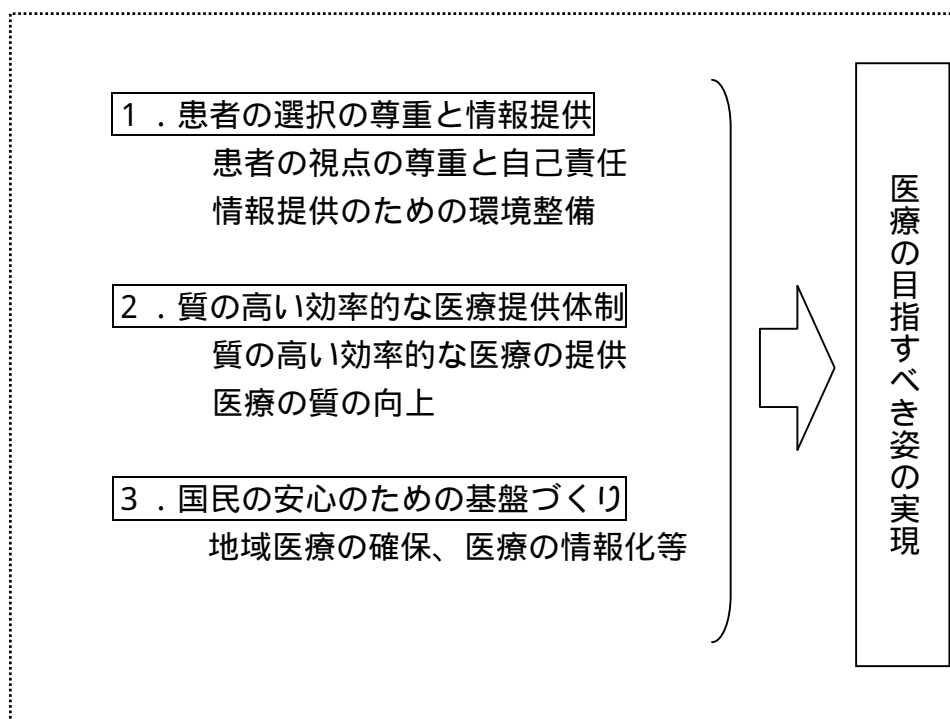 1．患者の選択の尊重と情報提供
患者の視点の尊重と自己責任
情報提供のための環境整備
2．質の高い効率的な医療提供体制
質の高い効率的な医療の提供
医療の質の向上
3．国民の安心のための基盤づくり
地域医療の確保、医療の情報化等
医療の目指すべき姿の実現